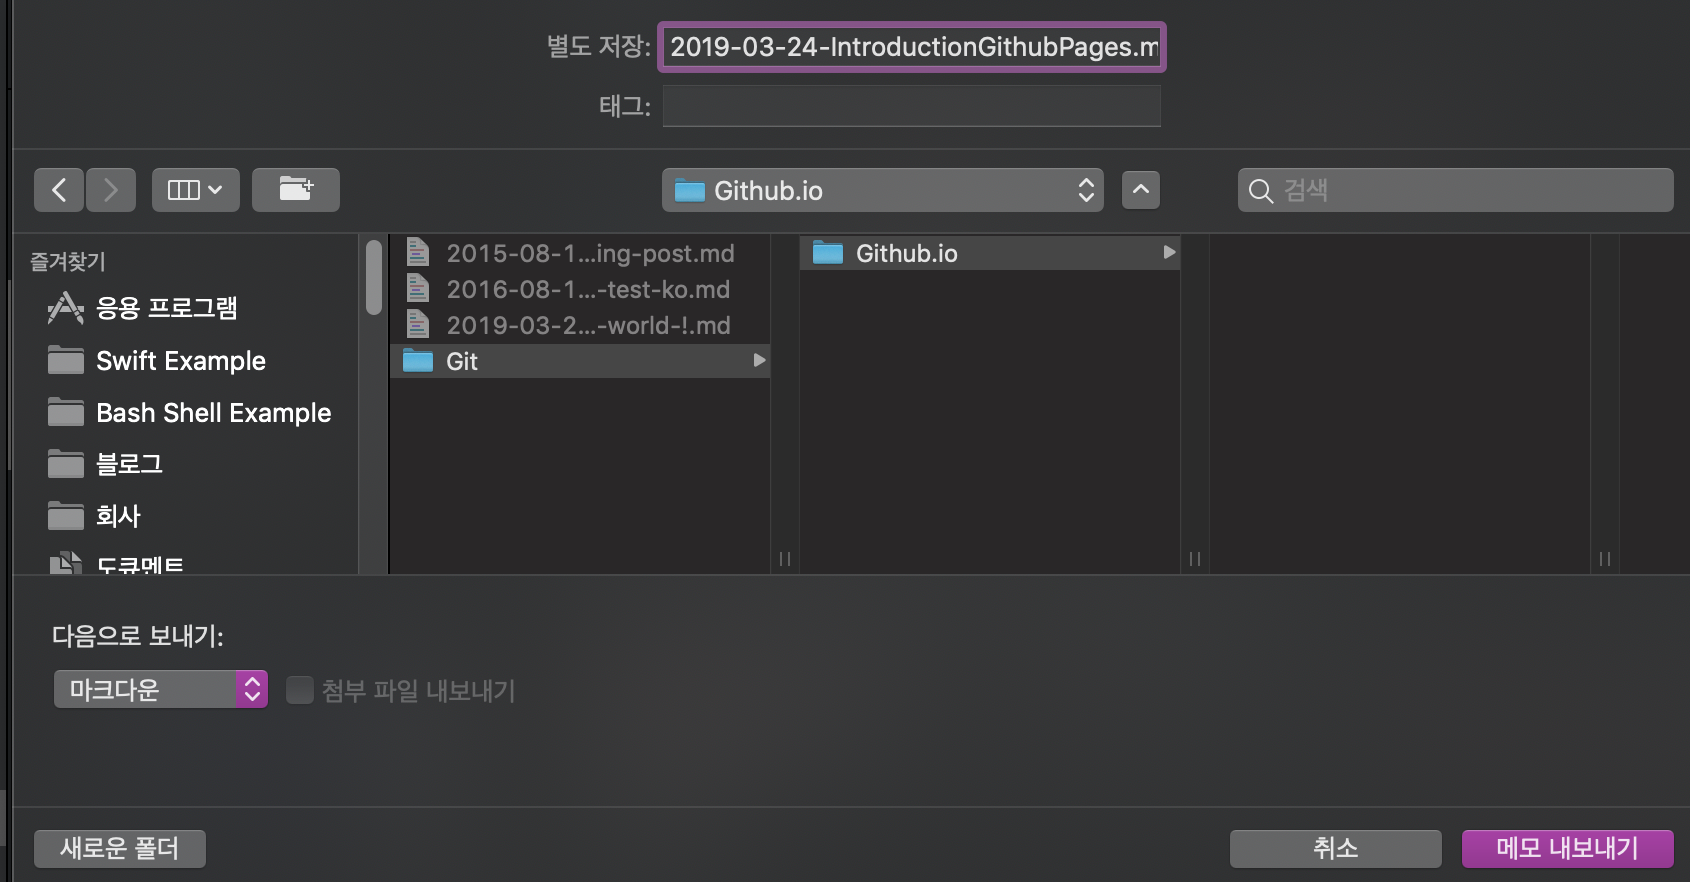 별도 저장: 2019-03-24-IntroductionGithubPages.m
태그:
Github.io
검색
즐겨찾기
응용 프로그램
Swift Example
Bash Shell Example
블로그
회사
도큐멘트
2015-08-1...ing-post.md
2016-08-1...-test-ko.md
2019-03-2...-world-!.md
Git
Github.io
다음으로 보내기:
마크다운 첨부 파일 내보내기
새로운 폴더 취소 메모 내보내기